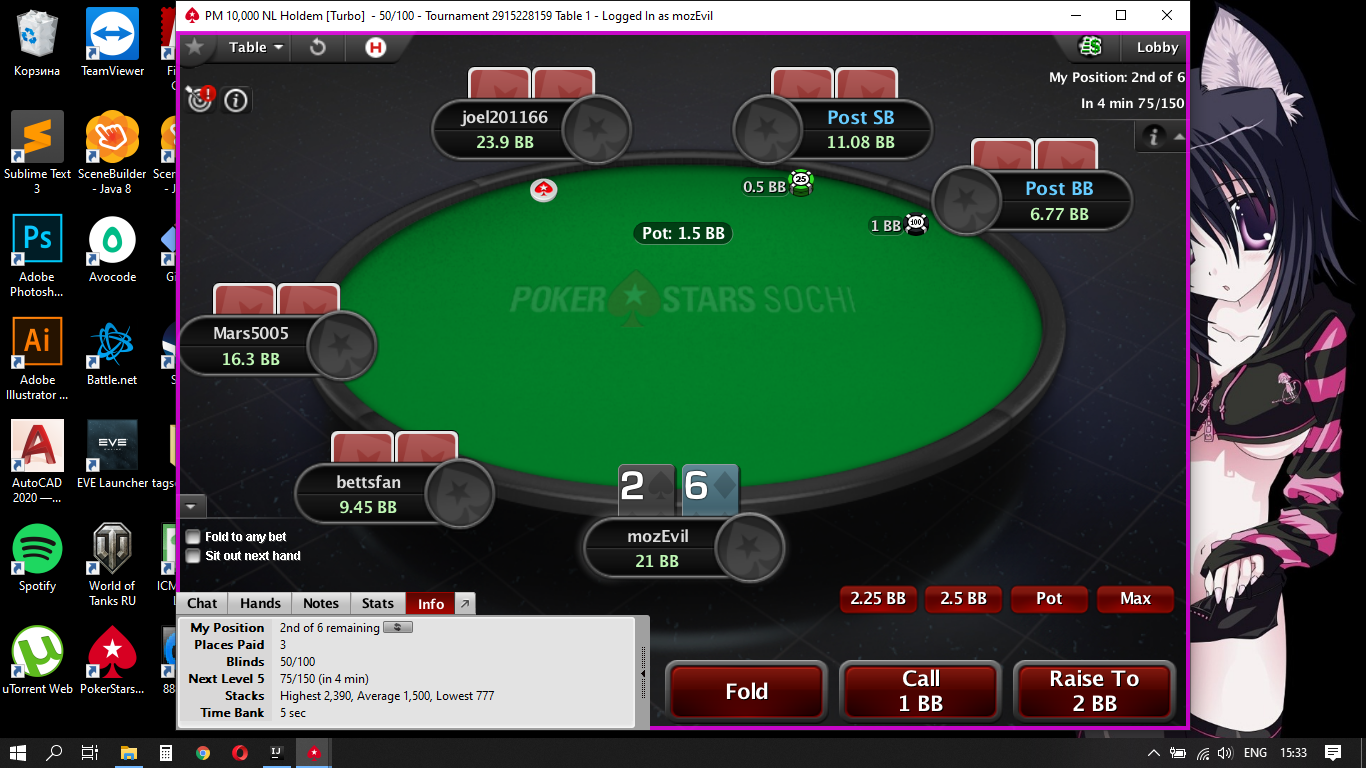 PM 10,000 NL Holdem [Turbo] - 50/100 - Tournament 2915228159 Table 1 - Logged In as mozEvil
Корзина
TeamViewer
Sublime Text
3
SceneBuilder
- Java 8
Adobe
Photosh...
Avocode
Adobe
Illustrator ...
Battle.net
AutoCAD
2020 —...
EVE Launcher
Spotify
World of
Tanks RU
uTorrent Web
PokerStars...
Ps
Ai
EVE
Table
H
Lobby
My Position: 2nd of 6
In 4 min 75/150
joel201166
23.9 BB
Post SB
11.08 BB
Post BB
6.77 BB
0.5 BB
25
1 BB
100
Pot: 1.5 BB
POKER STARS SOCHI
Mars5005
16.3 BB
bettsfan
9.45 BB
2
6
mozEvil
21 BB
Fold to any bet
Sit out next hand
2.25 BB
2.5 BB
Pot
Max
Fold
Call
1 BB
Raise To
2 BB
Chat
Hands
Notes
Stats
Info
My Position 2nd of 6 remaining
Places Paid 3
Blinds 50/100
Next Level 5 75/150 (in 4 min)
Stacks Highest 2,390, Average 1,500, Lowest 777
Time Bank 5 sec
IJ
ENG
15:33